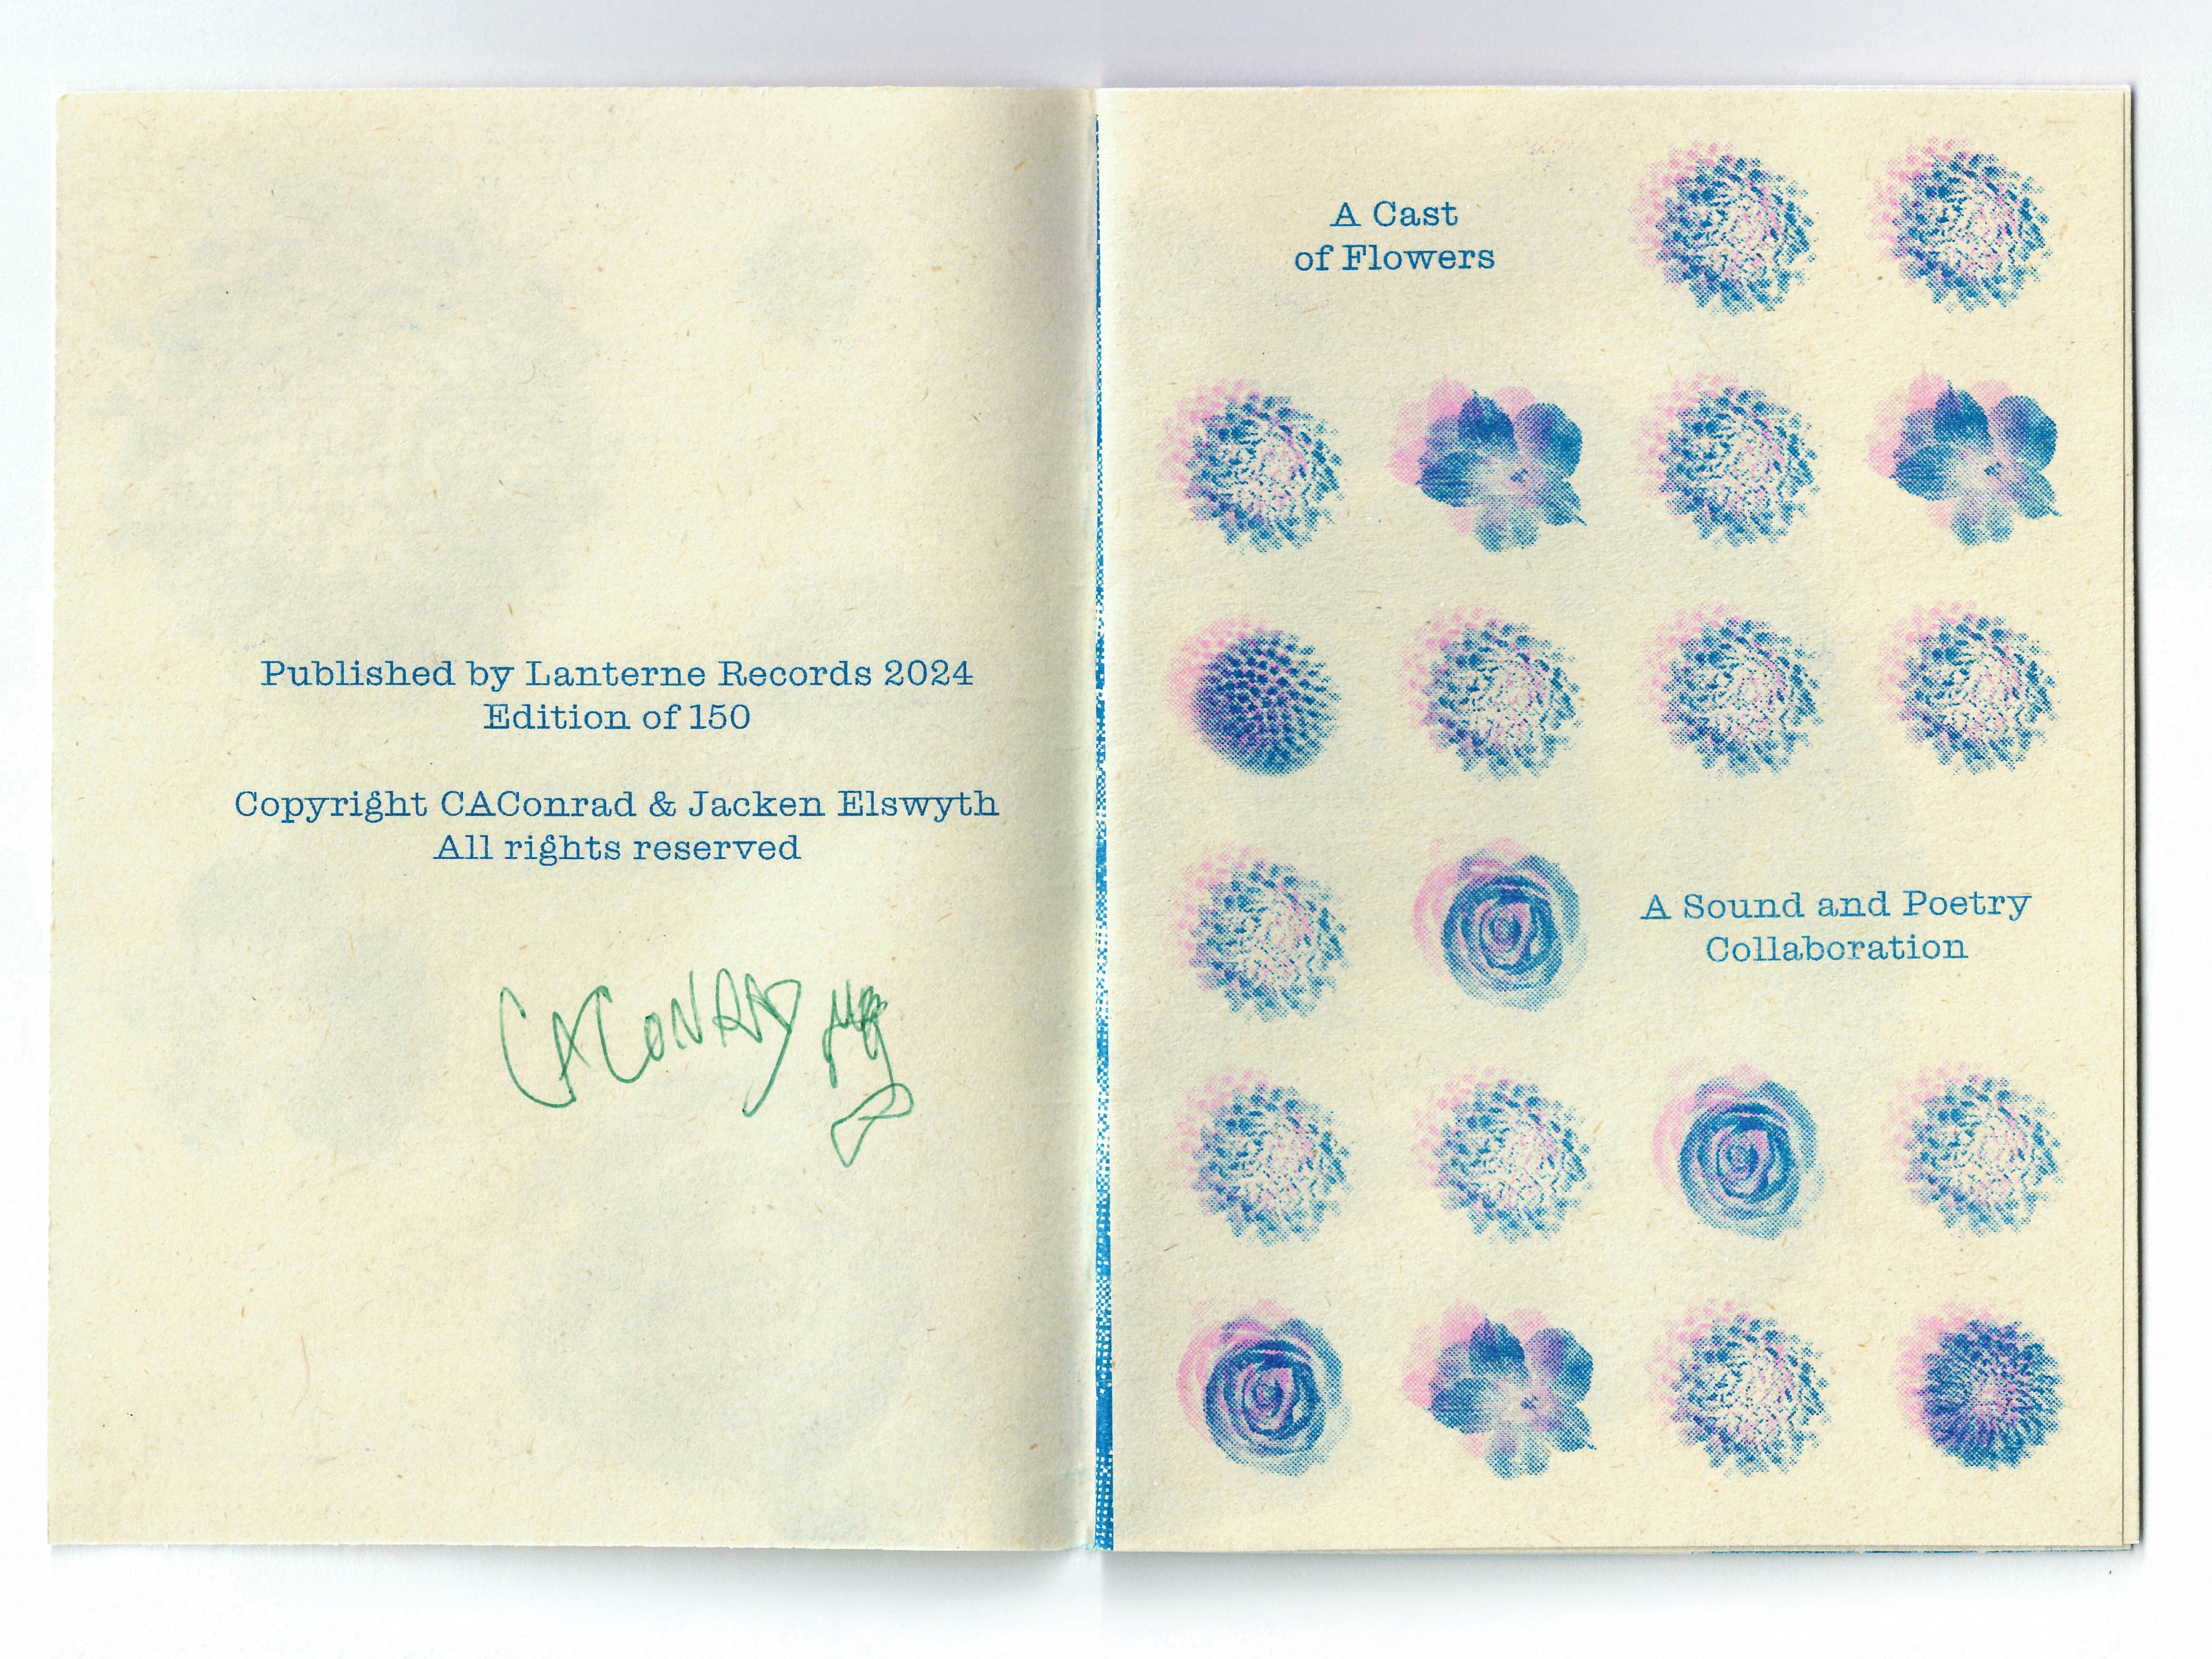 Published by Lanterne Records 2024
Edition of 150
Copyright CAConrad & Jacken Elswyth
All rights reserved
CAConrad
A Cast
of Flowers
A Sound and Poetry
Collaboration